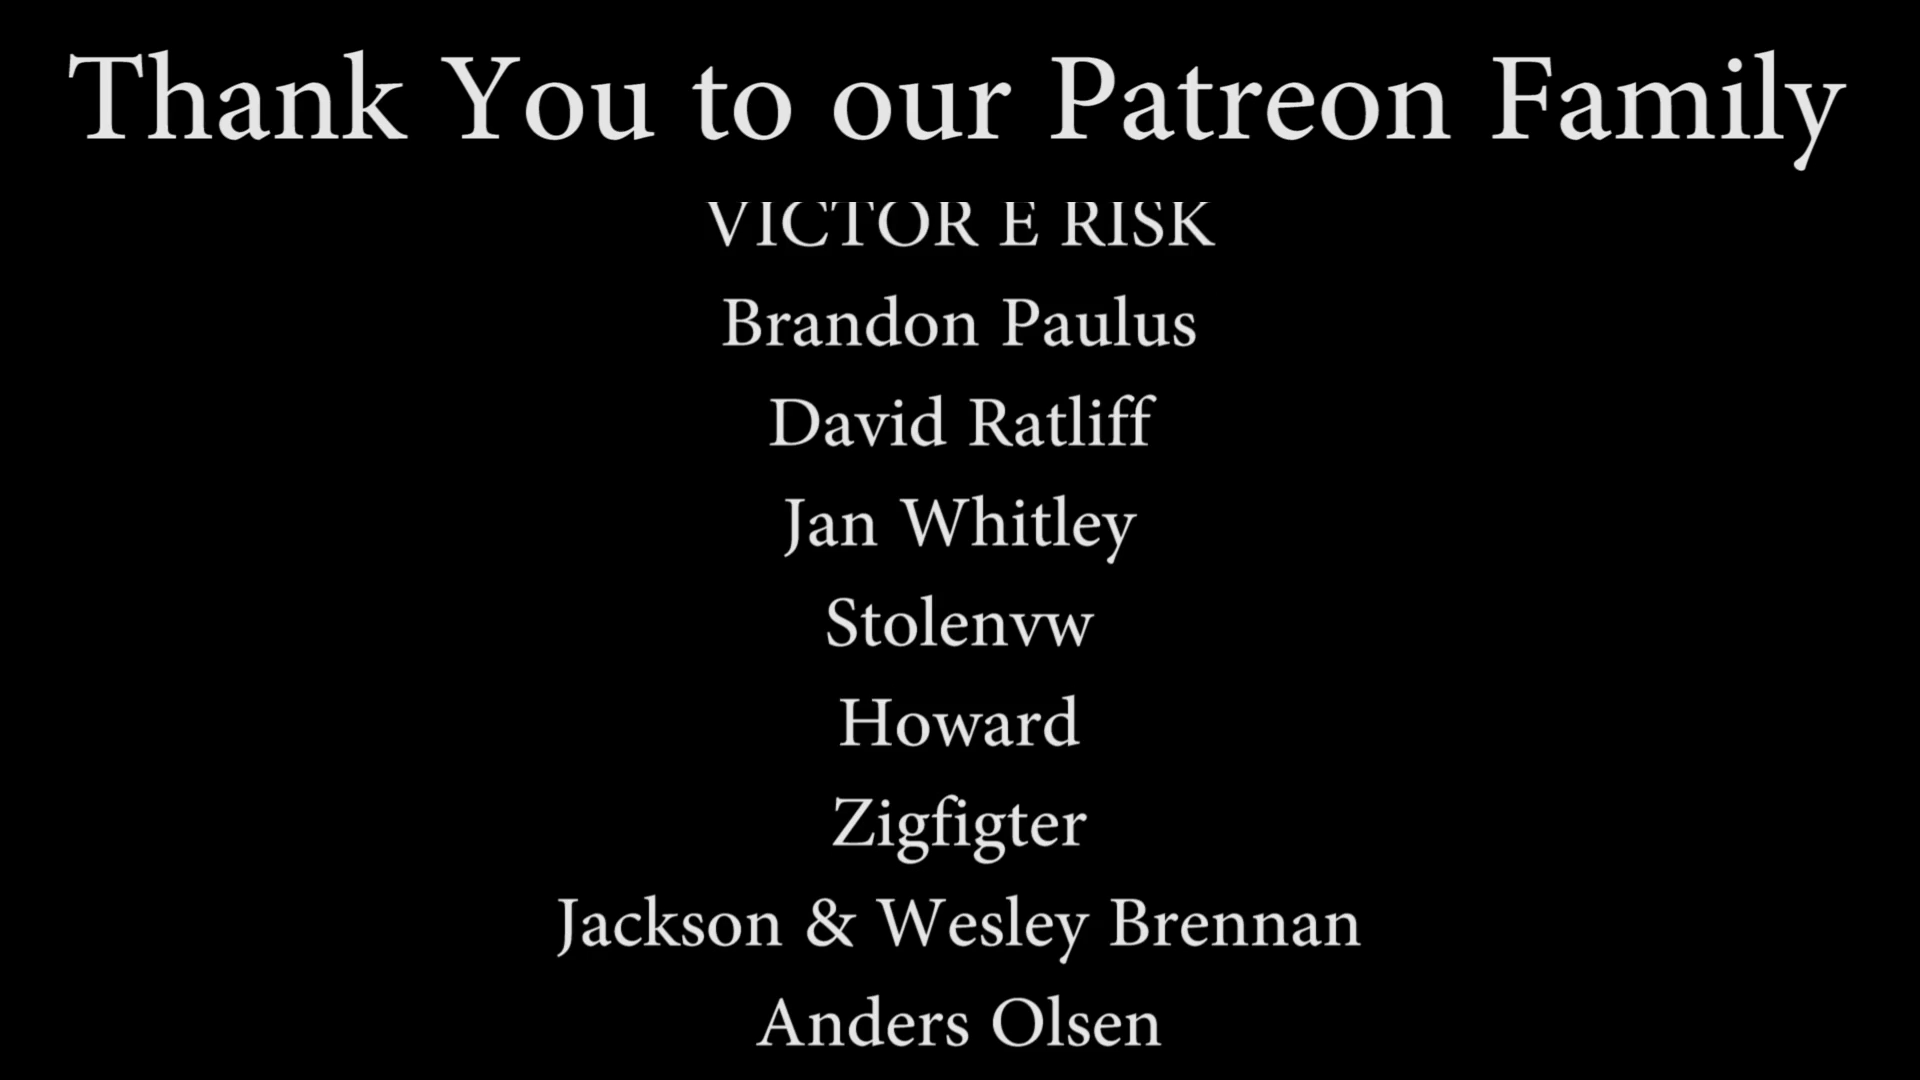 Thank You to our Patreon Family
VICTOR E RISK
Brandon Paulus
David Ratliff
Jan Whitley
Stolenvw
Howard
Zigfigter
Jackson & Wesley Brennan
Anders Olsen